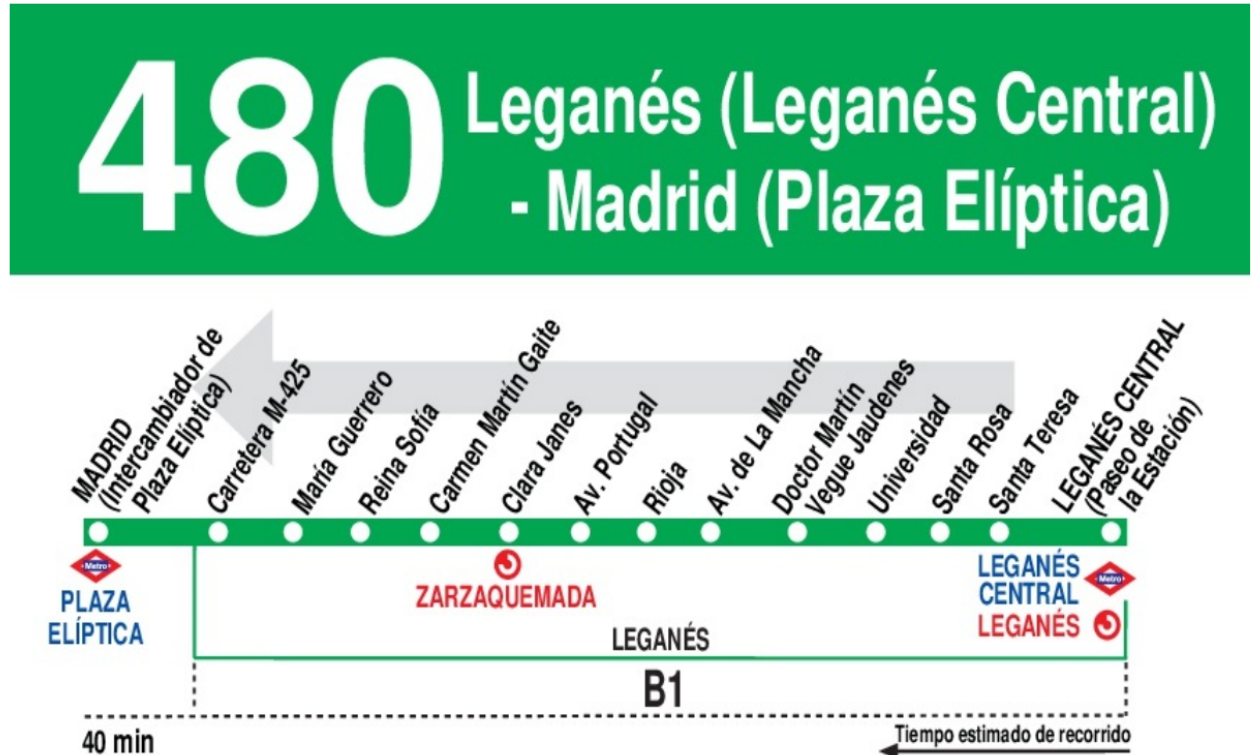 480
Leganés (Leganés Central)
- Madrid (Plaza Elíptica)
MADRID
(Intercambiador de
Plaza Elíptica)
Carretera M-425
María Guerrero
Reina Sofía
Carmen Martín Gaite
Clara Janes
Av. Portugal
Rioja
Av. de La Mancha
Doctor Martín
Vegue Jaudenes
Universidad
Santa Rosa
Santa Teresa
LEGANÉS CENTRAL
(Paseo de
la Estación)
Metro
PLAZA
ELÍPTICA
ZARZAQUEMADA
LEGANÉS
CENTRAL
Metro
LEGANÉS
LEGANÉS
B1
40 min
Tiempo estimado de recorrido